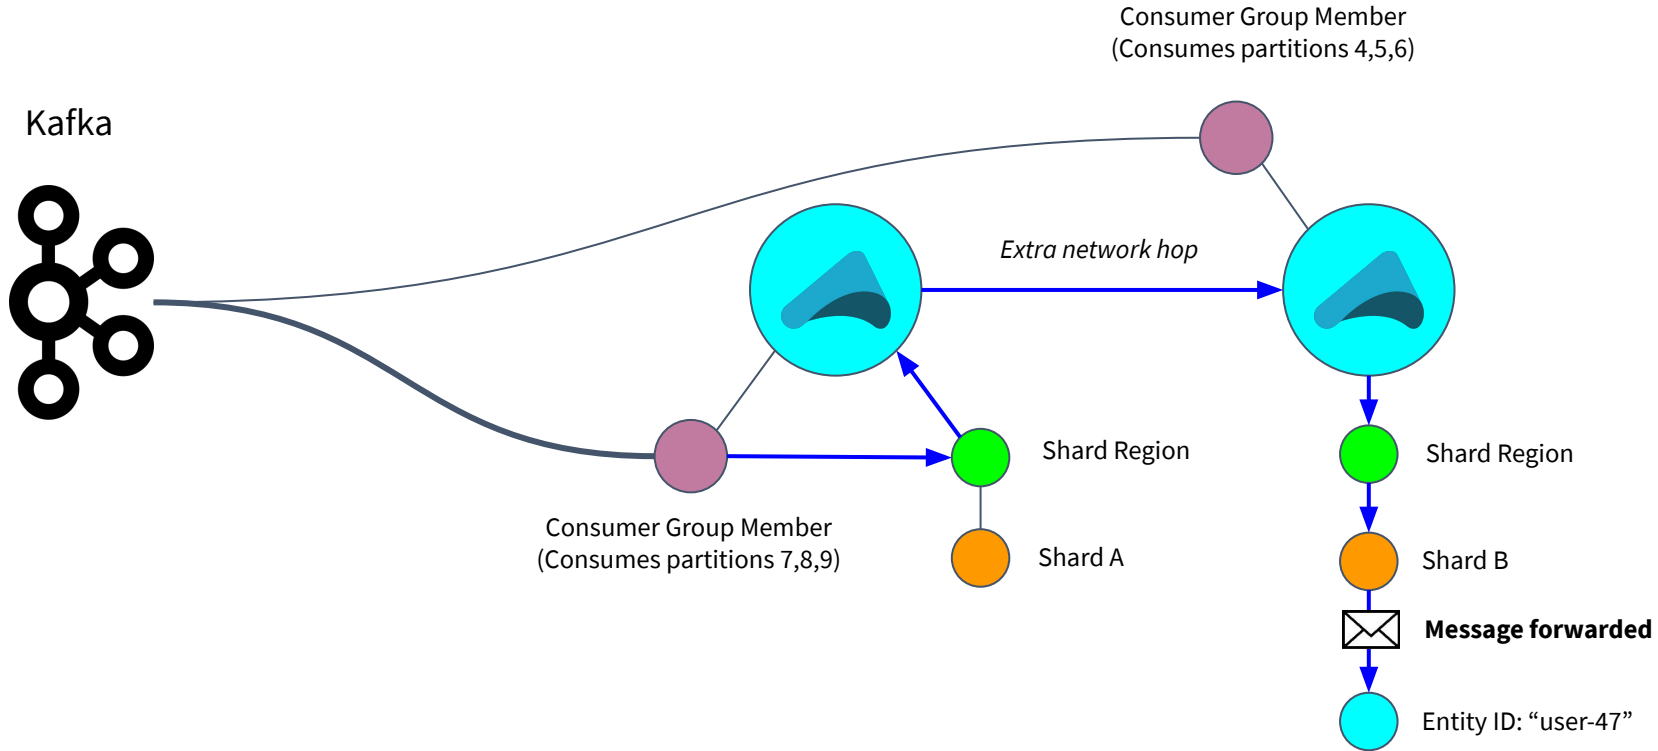 Consumer Group Member
(Consumes partitions 4,5,6)
Kafka
Extra network hop
Shard Region
Shard Region
Consumer Group Member
(Consumes partitions 7,8,9)
Shard A
Shard B
Message forwarded
Entity ID: “user-47”